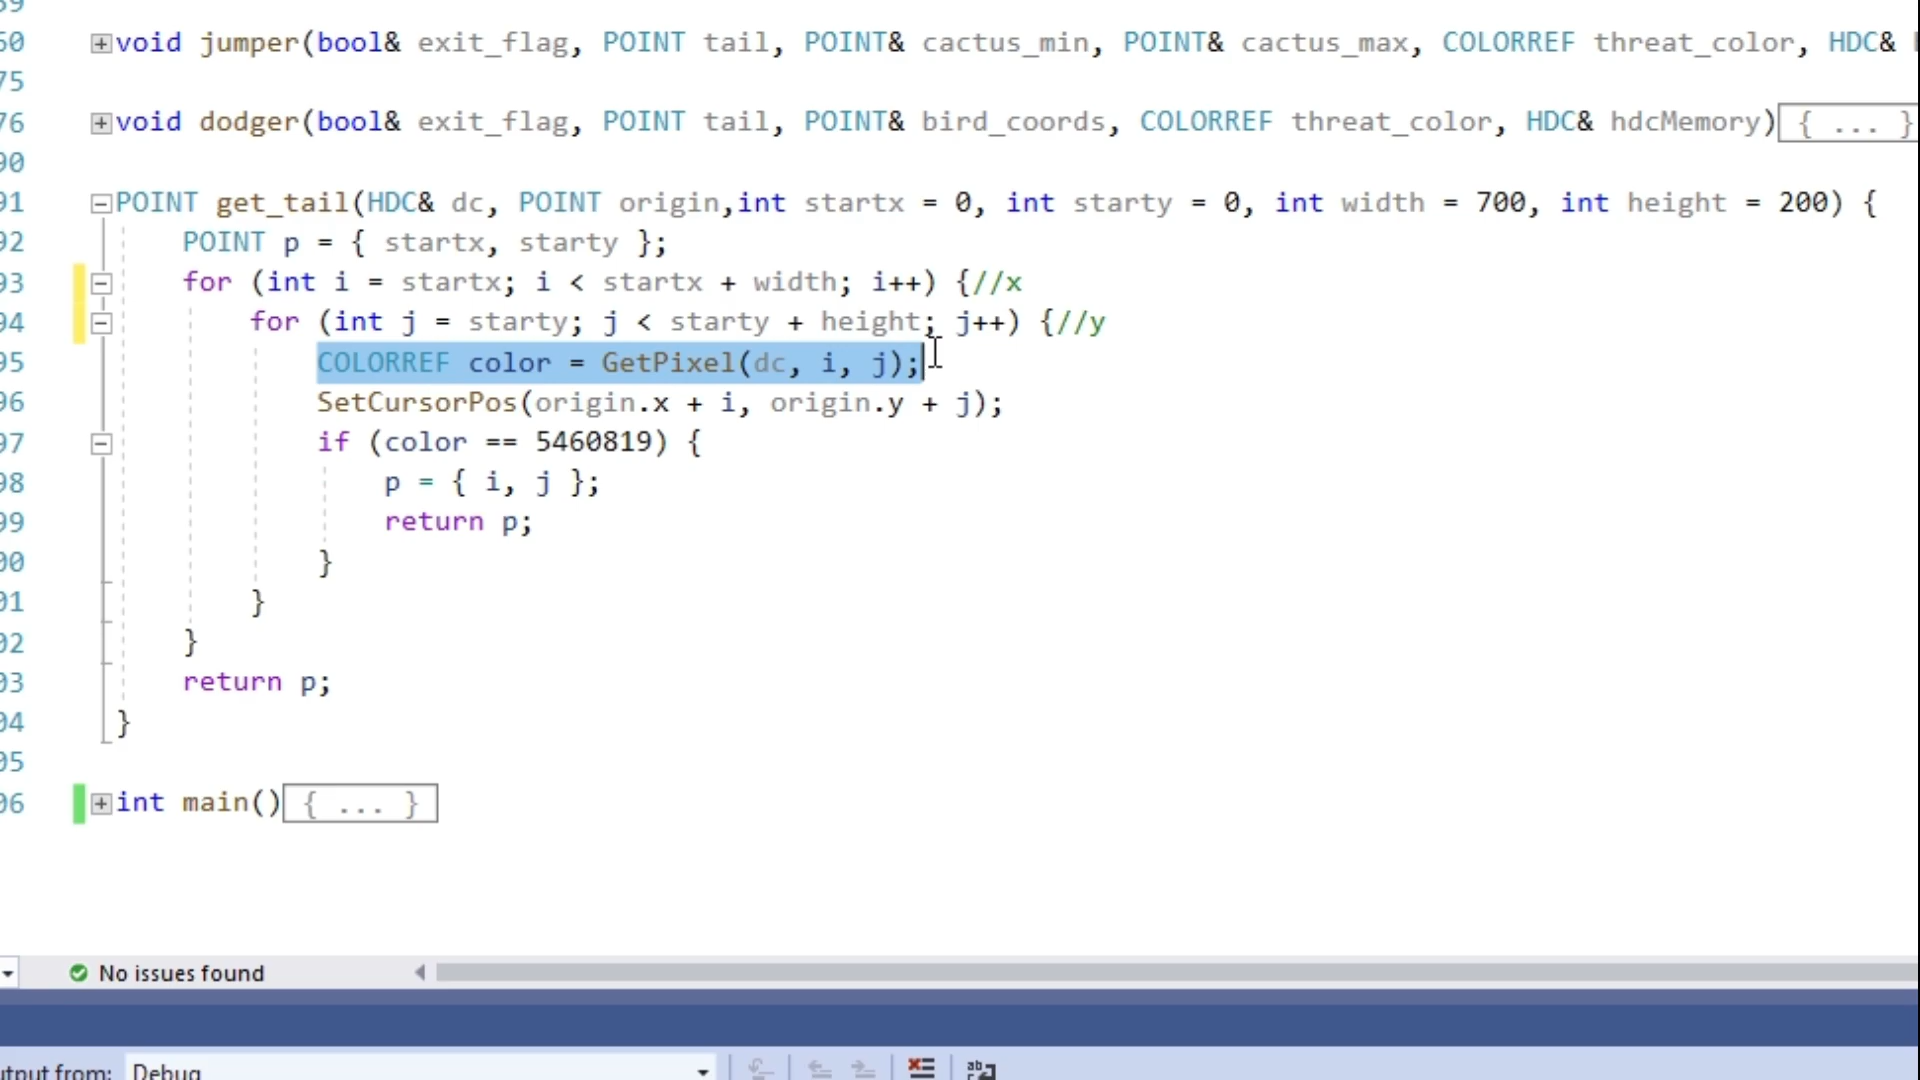 60 void jumper(bool& exit_flag, POINT tail, POINT& cactus_min, POINT& cactus_max, COLORREF threat_color, HDC&
75
76 void dodger(bool& exit_flag, POINT tail, POINT& bird_coords, COLORREF threat_color, HDC& hdcMemory) { ... }
90
91 POINT get_tail(HDC& dc, POINT origin,int startx = 0, int starty = 0, int width = 700, int height = 200) {
92 POINT p = { startx, starty };
93 for (int i = startx; i < startx + width; i++) {//x
94 for (int j = starty; j < starty + height; j++) {//y
95 COLORREF color = GetPixel(dc, i, j);
96 SetCursorPos(origin.x + i, origin.y + j);
97 if (color == 5460819) {
98 p = { i, j };
99 return p;
00 }
01 }
02 }
03 return p;
04 }
05
06 int main() { ... }
No issues found
utput from: Debug